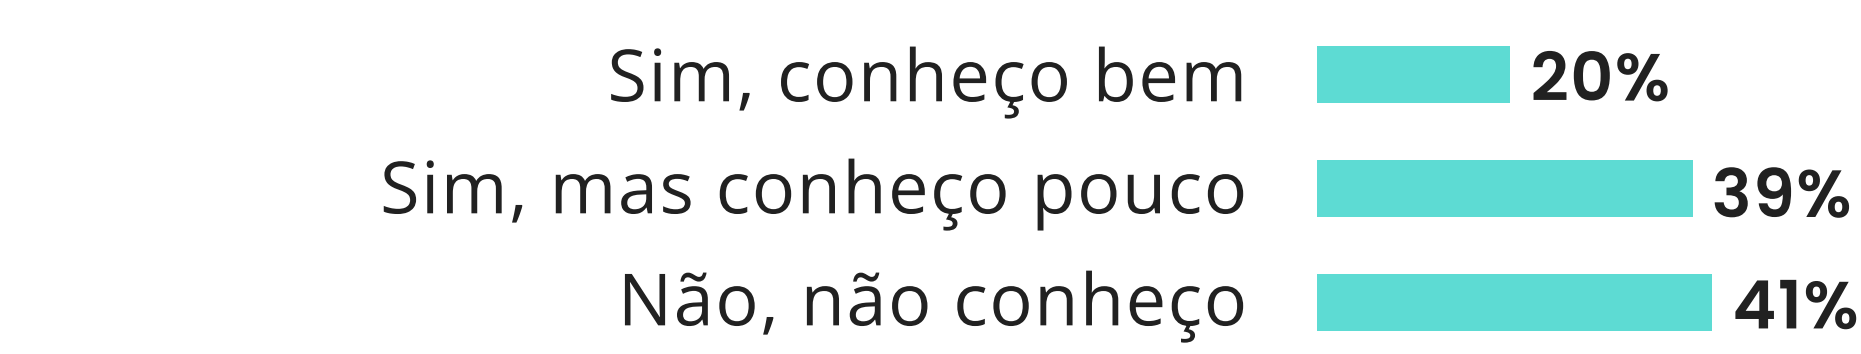 Sim, conheço bem 20%
Sim, mas conheço pouco 39%
Não, não conheço 41%